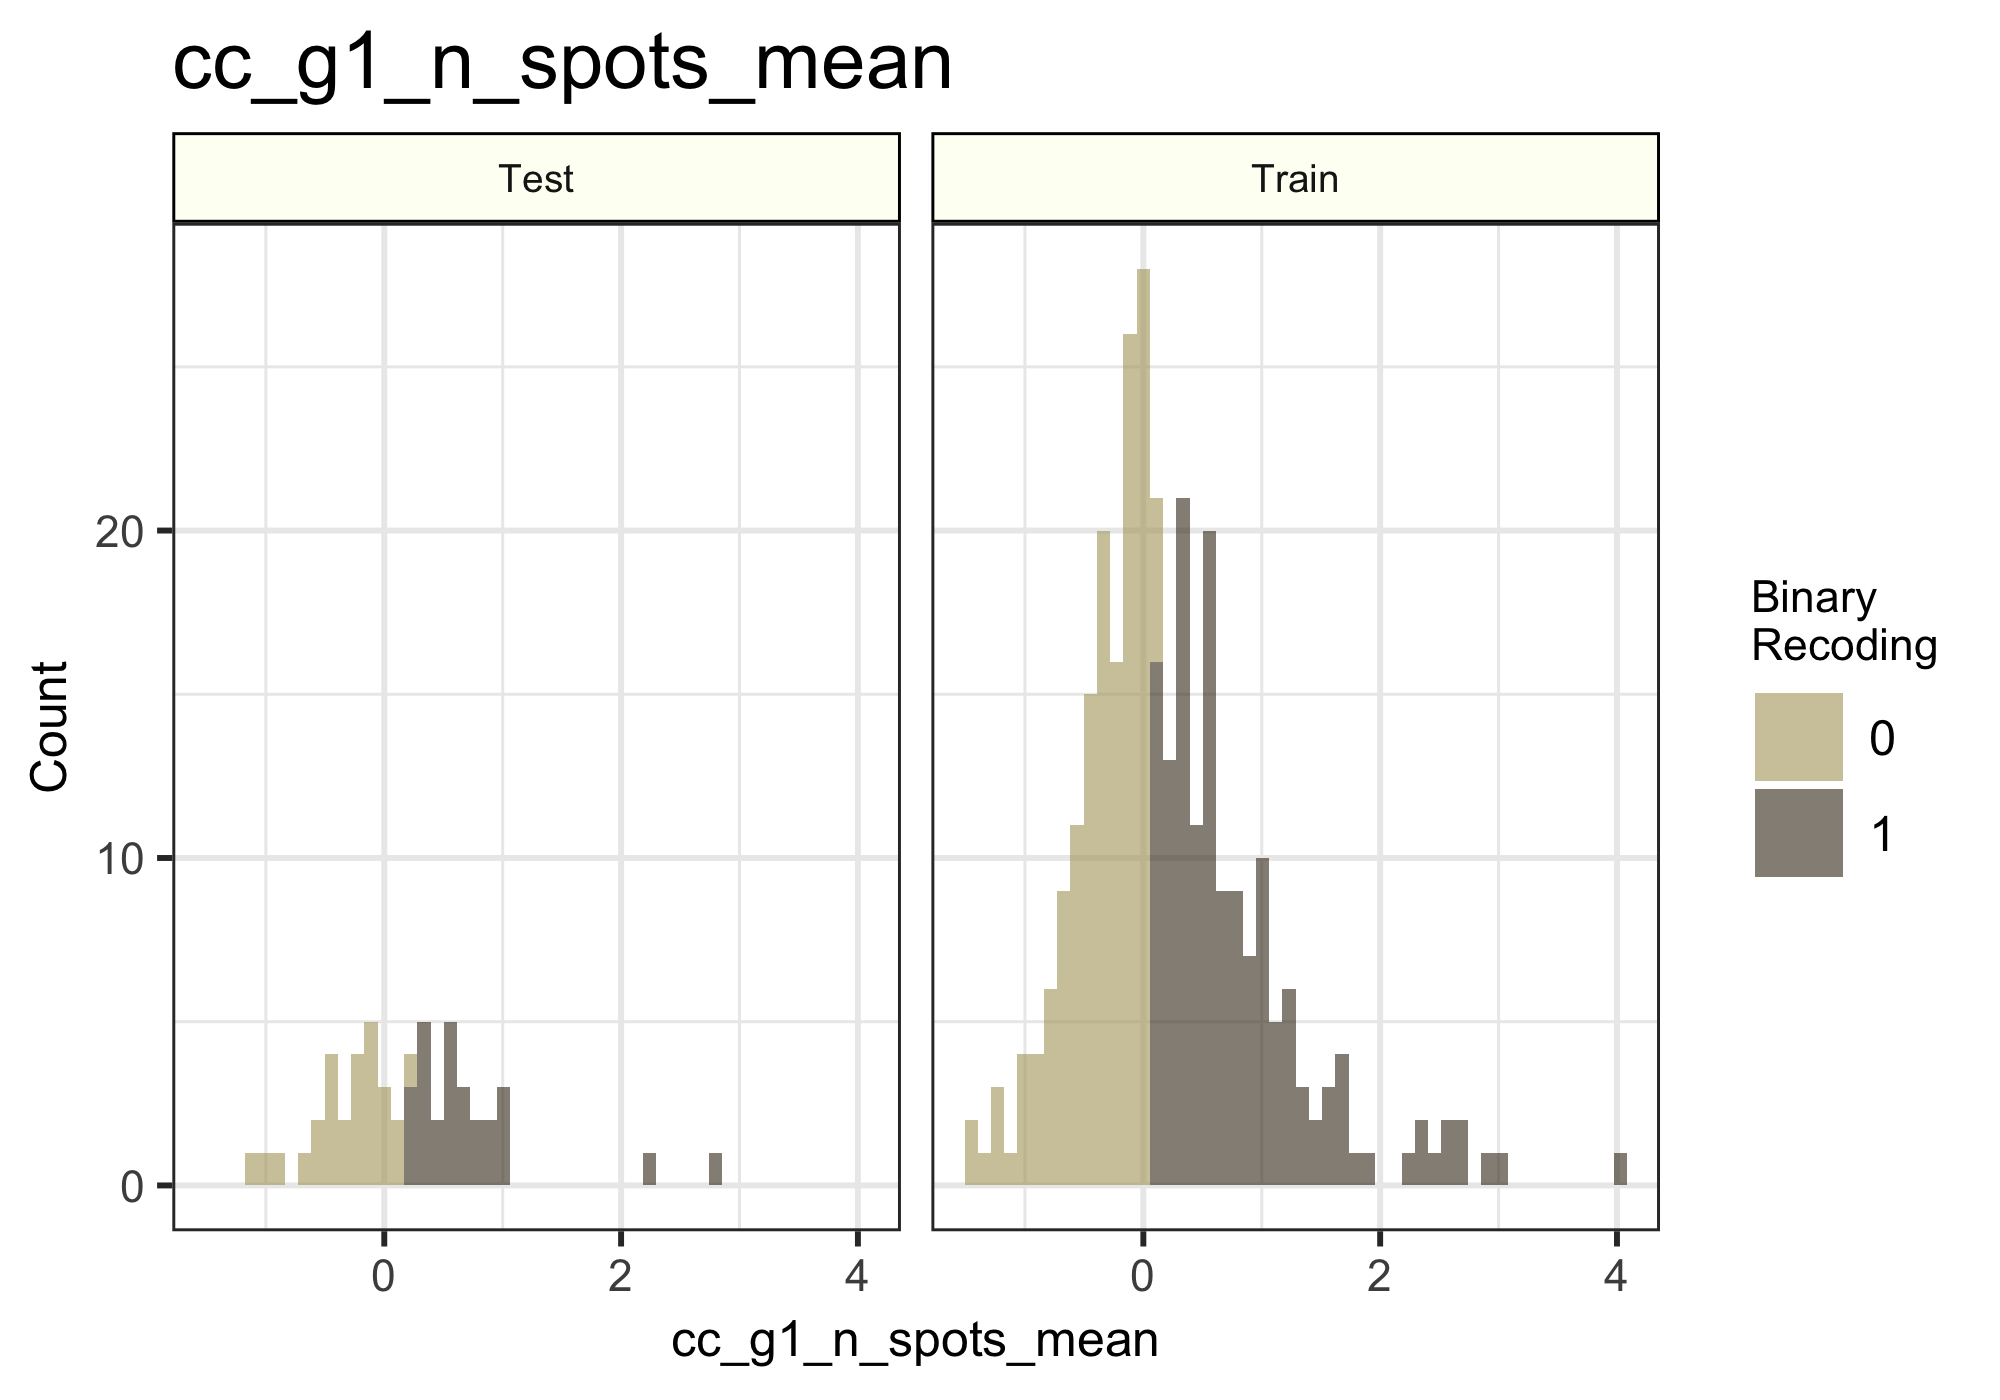 cc_g1_n_spots_mean
Test
Train
20
10
0
Count
0
2
4
0
2
4
cc_g1_n_spots_mean
Binary
Recoding
0
1